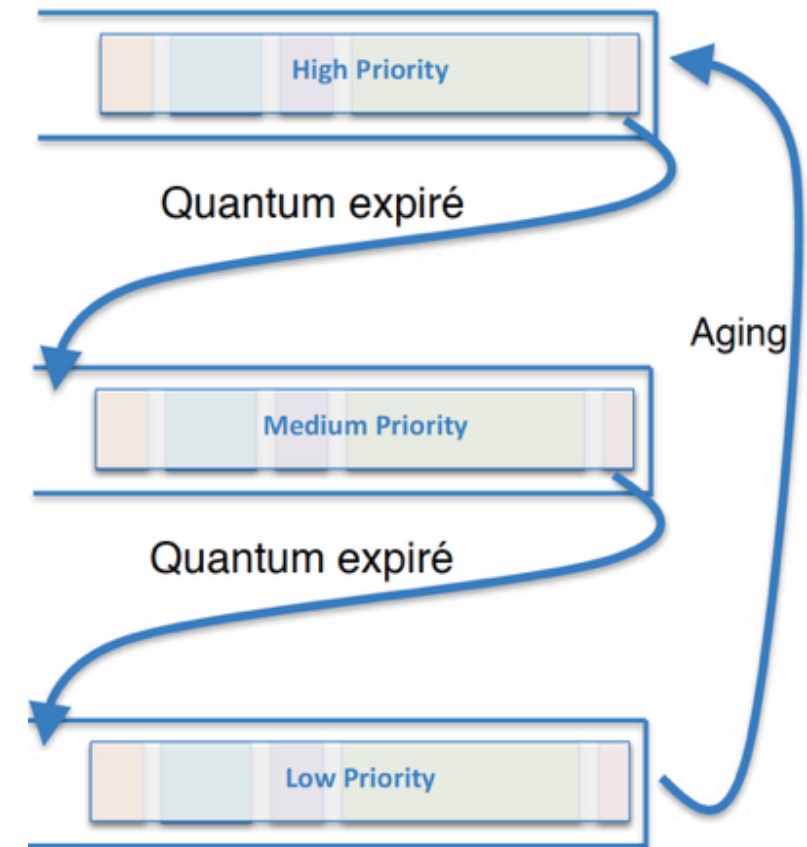 High Priority
Quantum expiré
Aging
Medium Priority
Quantum expiré
Low Priority